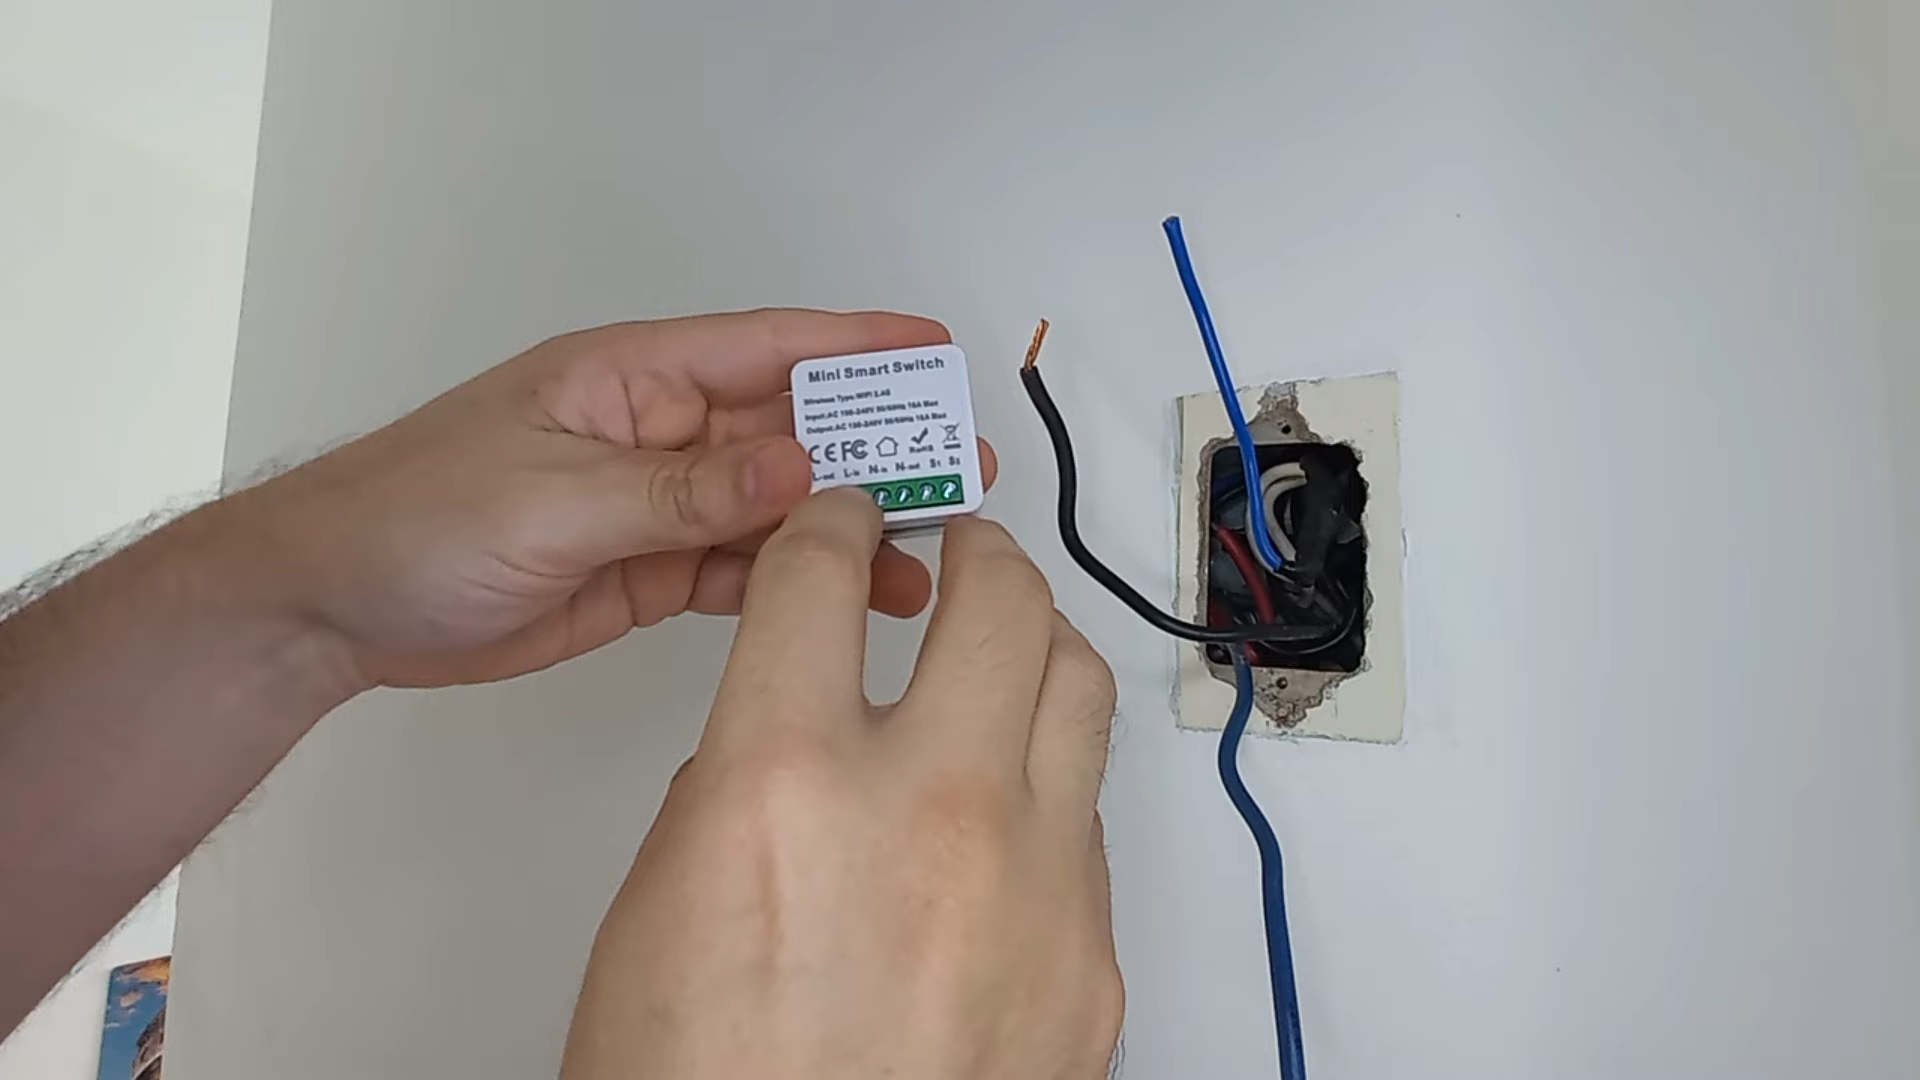 Mini Smart Switch
Wireless Type:WIFI 2.4G
Input:AC 100-240V 50/60Hz 16A Max
Output:AC 100-240V 50/60Hz 16A Max
CE FC RoHS
L-out L-in N-in N-out S1 S2